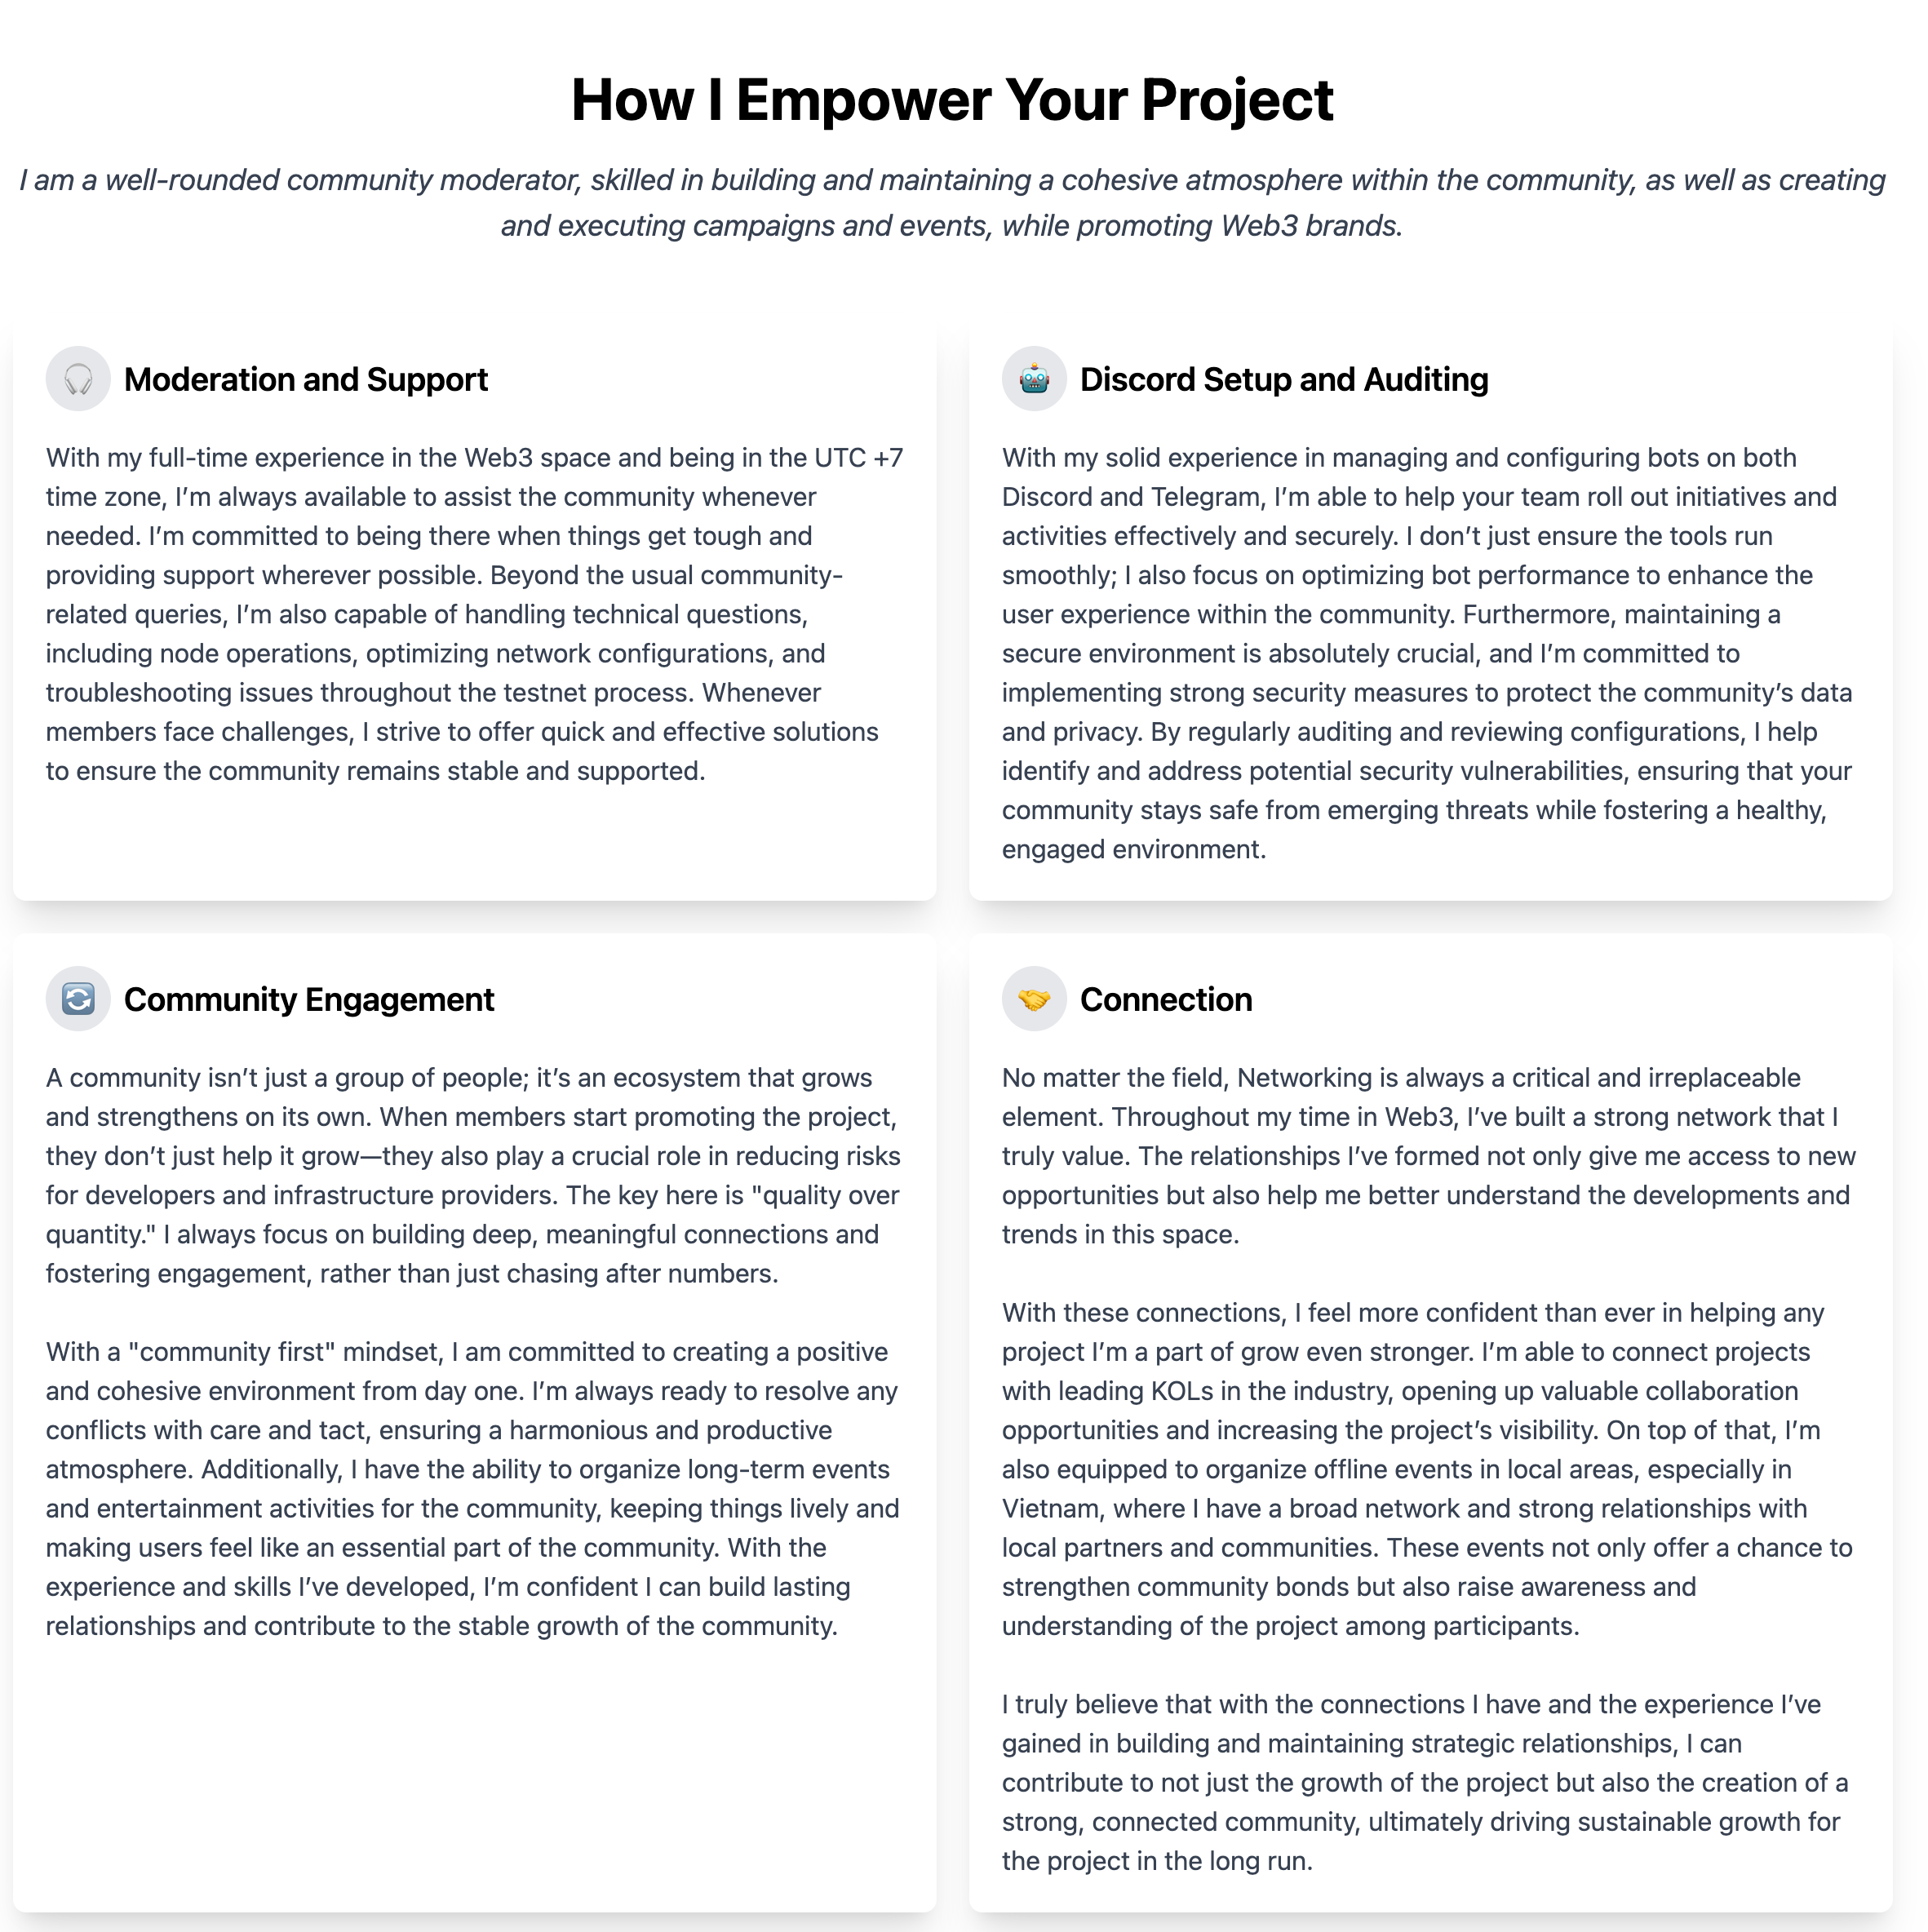 How I Empower Your Project
I am a well-rounded community moderator, skilled in building and maintaining a cohesive atmosphere within the community, as well as creating
and executing campaigns and events, while promoting Web3 brands.
Moderation and Support
With my full-time experience in the Web3 space and being in the UTC +7
time zone, I’m always available to assist the community whenever
needed. I’m committed to being there when things get tough and
providing support wherever possible. Beyond the usual community-
related queries, I’m also capable of handling technical questions,
including node operations, optimizing network configurations, and
troubleshooting issues throughout the testnet process. Whenever
members face challenges, I strive to offer quick and effective solutions
to ensure the community remains stable and supported.
Discord Setup and Auditing
With my solid experience in managing and configuring bots on both
Discord and Telegram, I’m able to help your team roll out initiatives and
activities effectively and securely. I don’t just ensure the tools run
smoothly; I also focus on optimizing bot performance to enhance the
user experience within the community. Furthermore, maintaining a
secure environment is absolutely crucial, and I’m committed to
implementing strong security measures to protect the community’s data
and privacy. By regularly auditing and reviewing configurations, I help
identify and address potential security vulnerabilities, ensuring that your
community stays safe from emerging threats while fostering a healthy,
engaged environment.
Community Engagement
A community isn’t just a group of people; it’s an ecosystem that grows
and strengthens on its own. When members start promoting the project,
they don’t just help it grow—they also play a crucial role in reducing risks
for developers and infrastructure providers. The key here is "quality over
quantity." I always focus on building deep, meaningful connections and
fostering engagement, rather than just chasing after numbers.
With a "community first" mindset, I am committed to creating a positive
and cohesive environment from day one. I’m always ready to resolve any
conflicts with care and tact, ensuring a harmonious and productive
atmosphere. Additionally, I have the ability to organize long-term events
and entertainment activities for the community, keeping things lively and
making users feel like an essential part of the community. With the
experience and skills I’ve developed, I’m confident I can build lasting
relationships and contribute to the stable growth of the community.
Connection
No matter the field, Networking is always a critical and irreplaceable
element. Throughout my time in Web3, I’ve built a strong network that I
truly value. The relationships I’ve formed not only give me access to new
opportunities but also help me better understand the developments and
trends in this space.
With these connections, I feel more confident than ever in helping any
project I’m a part of grow even stronger. I’m able to connect projects
with leading KOLs in the industry, opening up valuable collaboration
opportunities and increasing the project’s visibility. On top of that, I’m
also equipped to organize offline events in local areas, especially in
Vietnam, where I have a broad network and strong relationships with
local partners and communities. These events not only offer a chance to
strengthen community bonds but also raise awareness and
understanding of the project among participants.
I truly believe that with the connections I have and the experience I’ve
gained in building and maintaining strategic relationships, I can
contribute to not just the growth of the project but also the creation of a
strong, connected community, ultimately driving sustainable growth for
the project in the long run.